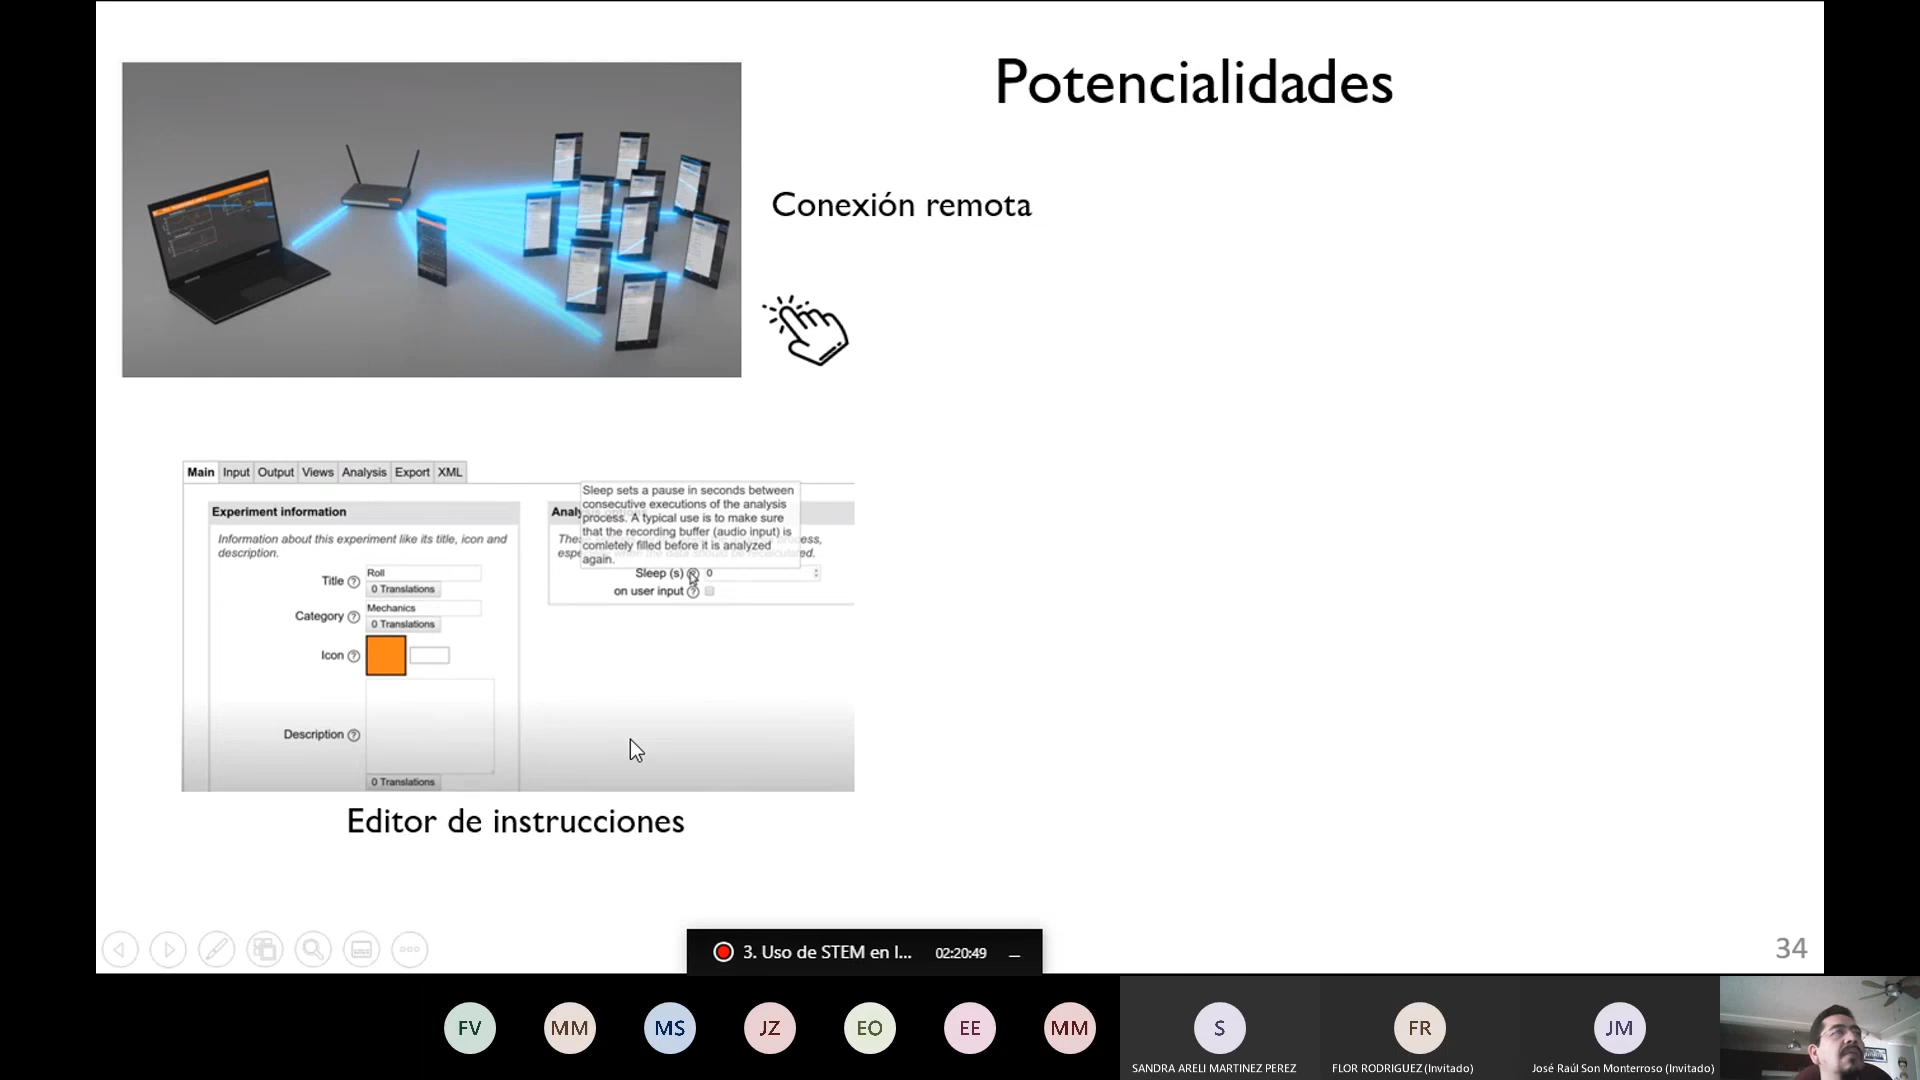 Potencialidades
Conexión remota
Main Input Output Views Analysis Export XML
Experiment information
Information about this experiment like its title, icon and
description.
Title ? Roll
0 Translations
Category ? Mechanics
0 Translations
Icon ?
Description ?
0 Translations
Sleep sets a pause in seconds between
consecutive executions of the analysis
process. A typical use is to make sure
that the recording buffer (audio input) is
comletely filled before it is analyzed
again.
Sleep (s) ? 0
on user input ?
Editor de instrucciones
34
3. Uso de STEM en l... 02:20:49
FV MM MS JZ EO EE MM S FR JM
SANDRA ARELI MARTINEZ PEREZ
FLOR RODRIGUEZ (Invitado)
José Raúl Son Monterroso (Invitado)